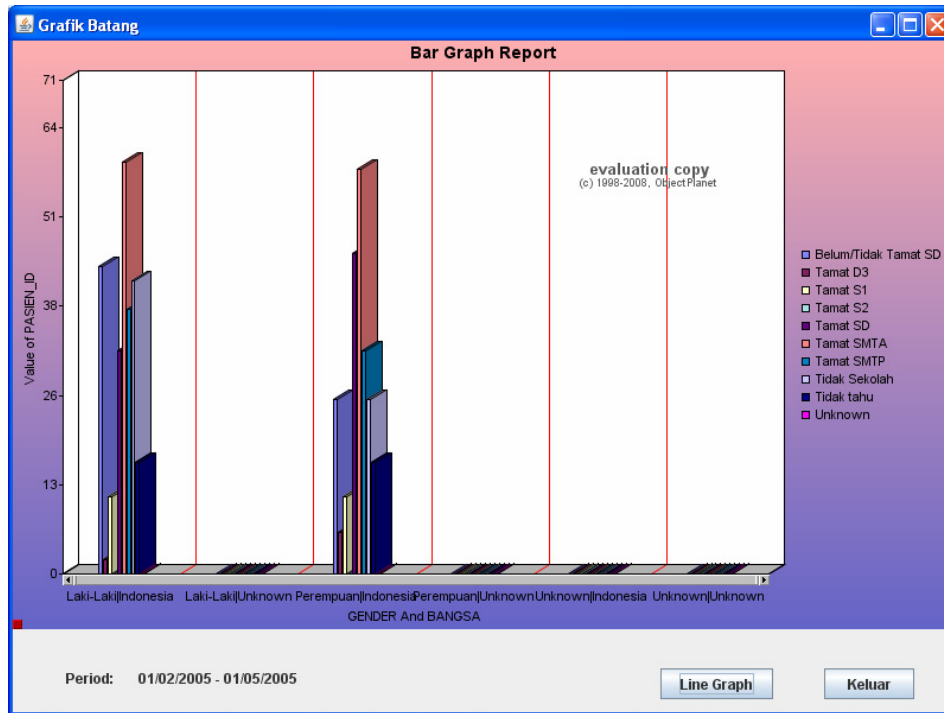 Grafik Batang
Bar Graph Report
71
64
51
38
26
13
0
Value of PASIEN_ID
evaluation copy
(c) 1998-2008, ObjectPlanet
Belum/Tidak Tamat SD
Tamat D3
Tamat S1
Tamat S2
Tamat SD
Tamat SMTA
Tamat SMTP
Tidak Sekolah
Tidak tahu
Unknown
Laki-Laki|Indonesia Laki-Laki|Unknown Perempuan|Indonesia Perempuan|Unknown Unknown|Indonesia Unknown|Unknown
GENDER And BANGSA
Period: 01/02/2005 - 01/05/2005
Line Graph
Keluar